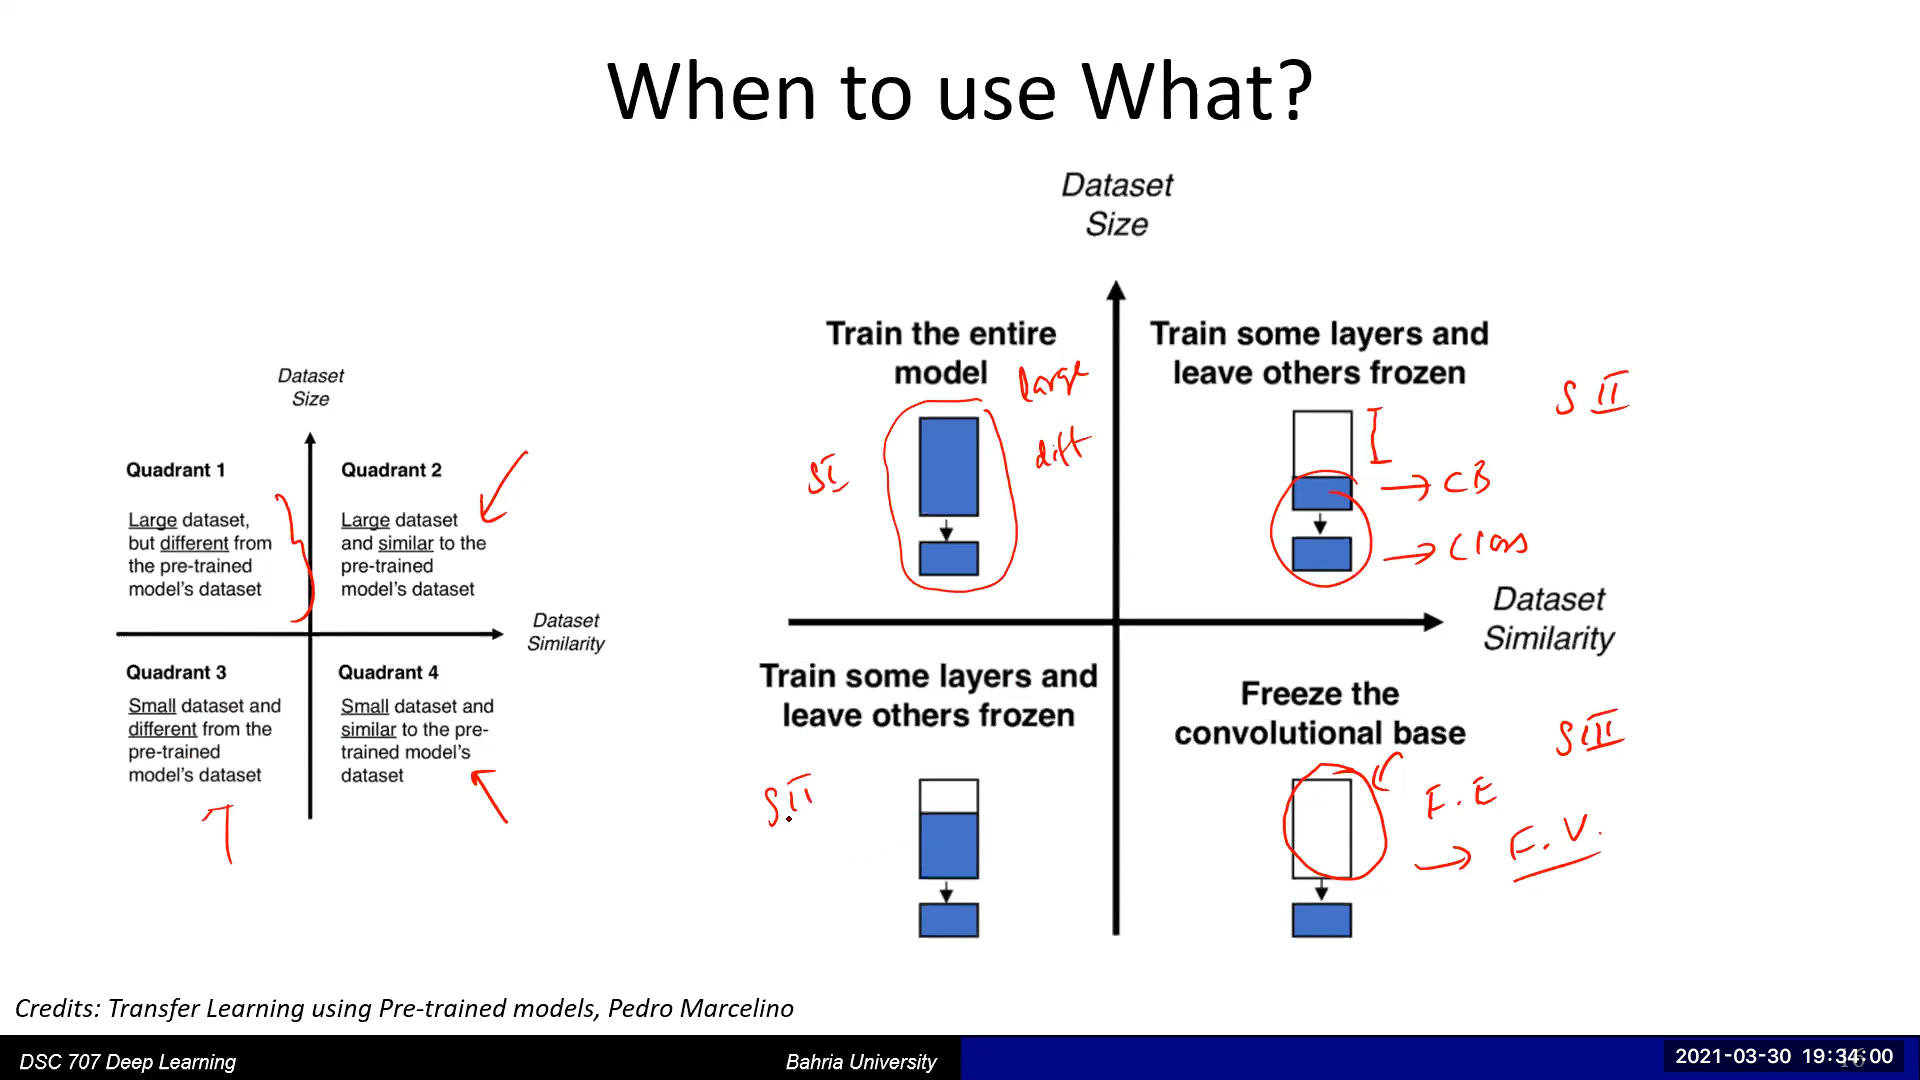 When to use What?
Dataset
Size
Quadrant 1
Large dataset,
but different from
the pre-trained
model's dataset
Quadrant 2
Large dataset
and similar to the
pre-trained
model's dataset
Dataset
Similarity
Quadrant 3
Small dataset and
different from the
pre-trained
model's dataset
Quadrant 4
Small dataset and
similar to the pre-
trained model's
dataset
Dataset
Size
Train the entire
model
large
diff
SI
Train some layers and
leave others frozen
S II
CB
Class
Dataset
Similarity
Train some layers and
leave others frozen
SII
Freeze the
convolutional base
SIII
F.E
F.V.
Credits: Transfer Learning using Pre-trained models, Pedro Marcelino
DSC 707 Deep Learning
Bahria University
2021-03-30 19:34:00